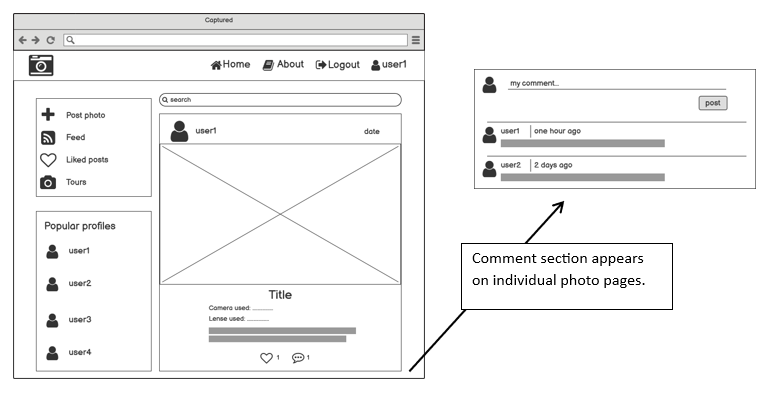 Captured
Home About Logout user1
Post photo
Feed
Liked posts
Tours
Popular profiles
user1
user2
user3
user4
search
user1 date
Title
Camera used: ...............
Lense used: ...............
1 1
my comment...
post
user1 one hour ago
user2 2 days ago
Comment section appears
on individual photo pages.